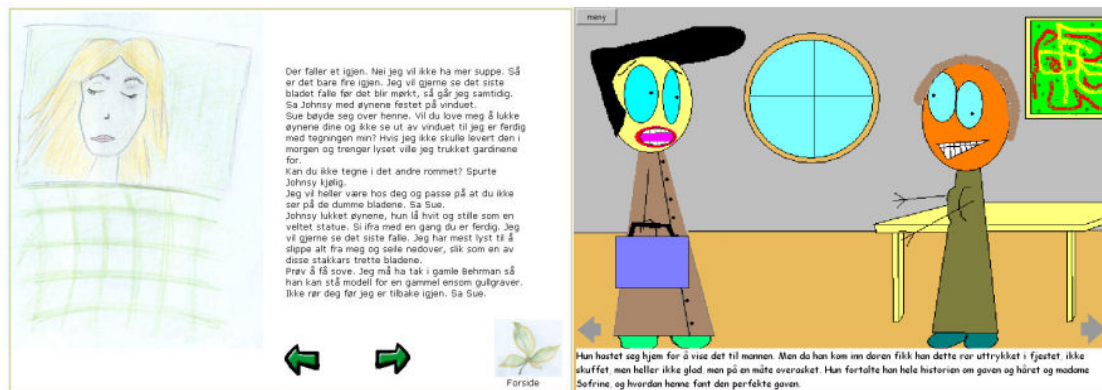 Der faller et igjen. Nei jeg vil ikke ha mer suppe. Så
er det bare fire igjen. Jeg vil gjerne se det siste
bladet falle før det blir mørkt, så går jeg samtidig.
Sa Johnsy med øynene festet på vinduet.
Sue bøyde seg over henne. Vil du love meg å lukke
øynene dine og ikke se ut av vinduet til jeg er ferdig
med tegningen min? Hvis jeg ikke skulle levert den i
morgen og trenger lyset ville jeg trukket gardinene
for.
Kan du ikke tegne i det andre rommet? Spurte
Johnsy kjølig.
Jeg vil heller være hos deg og passe på at du ikke
ser på de dumme bladene. Sa Sue.
Johnsy lukket øynene, hun lå hvit og stille som en
veltet statue. Si ifra med en gang du er ferdig. Jeg
vil gjerne se det siste falle. Jeg har mest lyst til å
slippe alt fra meg og seile nedover, slik som en av
disse stakkars trette bladene.
Prøv å få sove. Jeg må ha tak i gamle Behrman så
han kan stå modell for en gammel ensom gullgraver.
Ikke rør deg før jeg er tilbake igjen. Sa Sue.
Forside
meny
Hun hastet seg hjem for å vise det til mannen. Men da han kom inn døren fikk han dette rar uttrykket i fjestet, ikke
skuffet, men heller ikke glad, men på en måte overasket. Hun fortalte han hele historien om gaven og håret og madame
Sofrine, og hvordan henne fant den perfekte gaven.